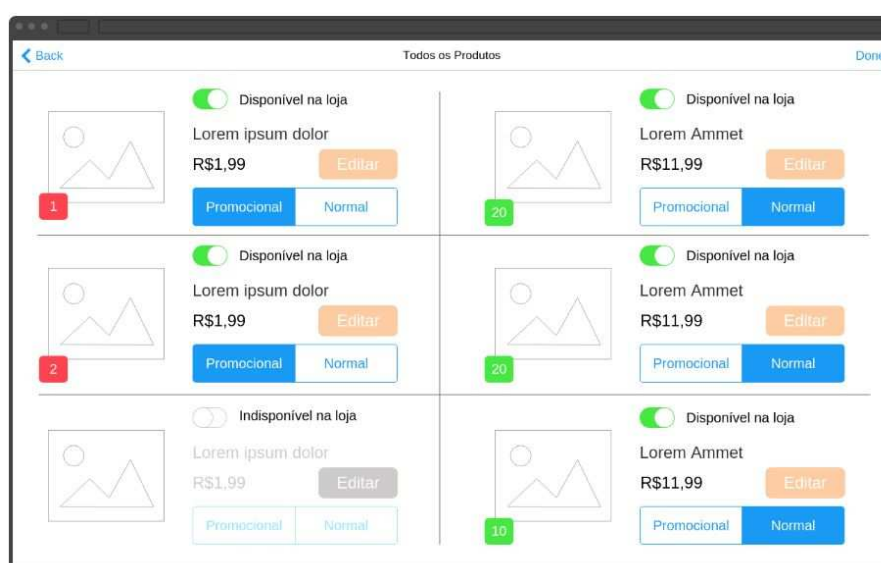 Back Todos os Produtos Done
Disponível na loja
Lorem ipsum dolor
R$1,99 Editar
1 Promocional Normal
Disponível na loja
Lorem Ammet
R$11,99 Editar
20 Promocional Normal
Disponível na loja
Lorem ipsum dolor
R$1,99 Editar
2 Promocional Normal
Disponível na loja
Lorem Ammet
R$11,99 Editar
20 Promocional Normal
Indisponível na loja
Lorem ipsum dolor
R$1,99 Editar
Promocional Normal
Disponível na loja
Lorem Ammet
R$11,99 Editar
10 Promocional Normal